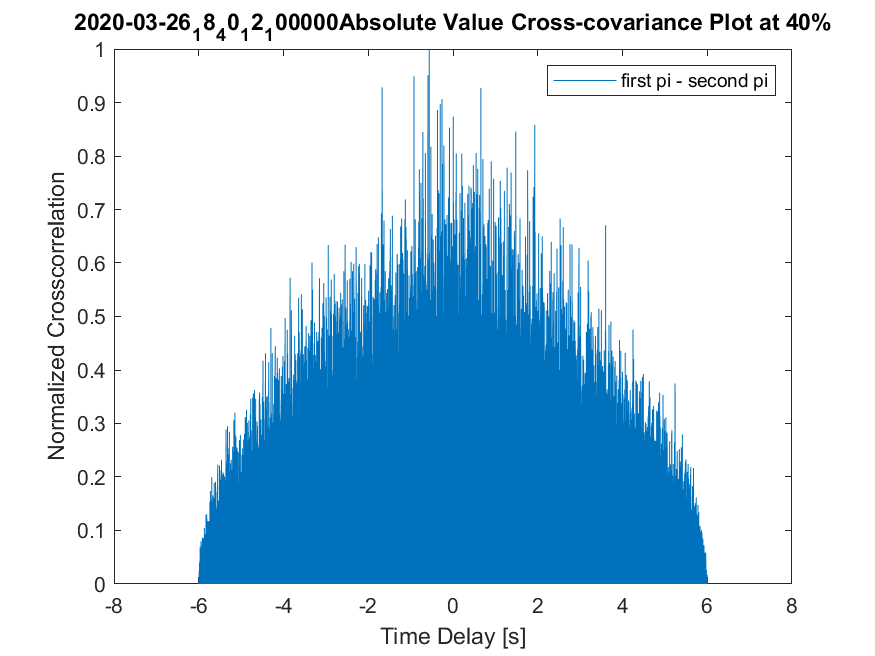 2020-03-26₁8₄0₁2₁00000Absolute Value Cross-covariance Plot at 40%
first pi - second pi
Normalized Crosscorrelation
1
0.9
0.8
0.7
0.6
0.5
0.4
0.3
0.2
0.1
0
-8 -6 -4 -2 0 2 4 6 8
Time Delay [s]